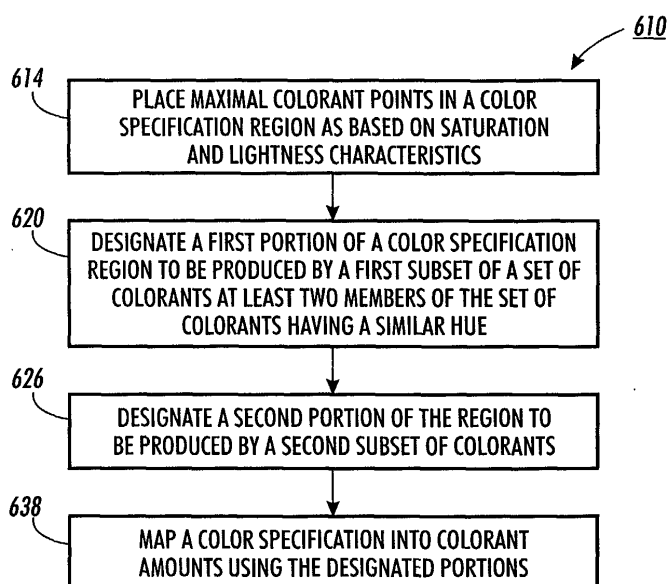 610
614
PLACE MAXIMAL COLORANT POINTS IN A COLOR
SPECIFICATION REGION AS BASED ON SATURATION
AND LIGHTNESS CHARACTERISTICS
620
DESIGNATE A FIRST PORTION OF A COLOR SPECIFICATION
REGION TO BE PRODUCED BY A FIRST SUBSET OF A SET OF
COLORANTS AT LEAST TWO MEMBERS OF THE SET OF
COLORANTS HAVING A SIMILAR HUE
626
DESIGNATE A SECOND PORTION OF THE REGION TO
BE PRODUCED BY A SECOND SUBSET OF COLORANTS
638
MAP A COLOR SPECIFICATION INTO COLORANT
AMOUNTS USING THE DESIGNATED PORTIONS